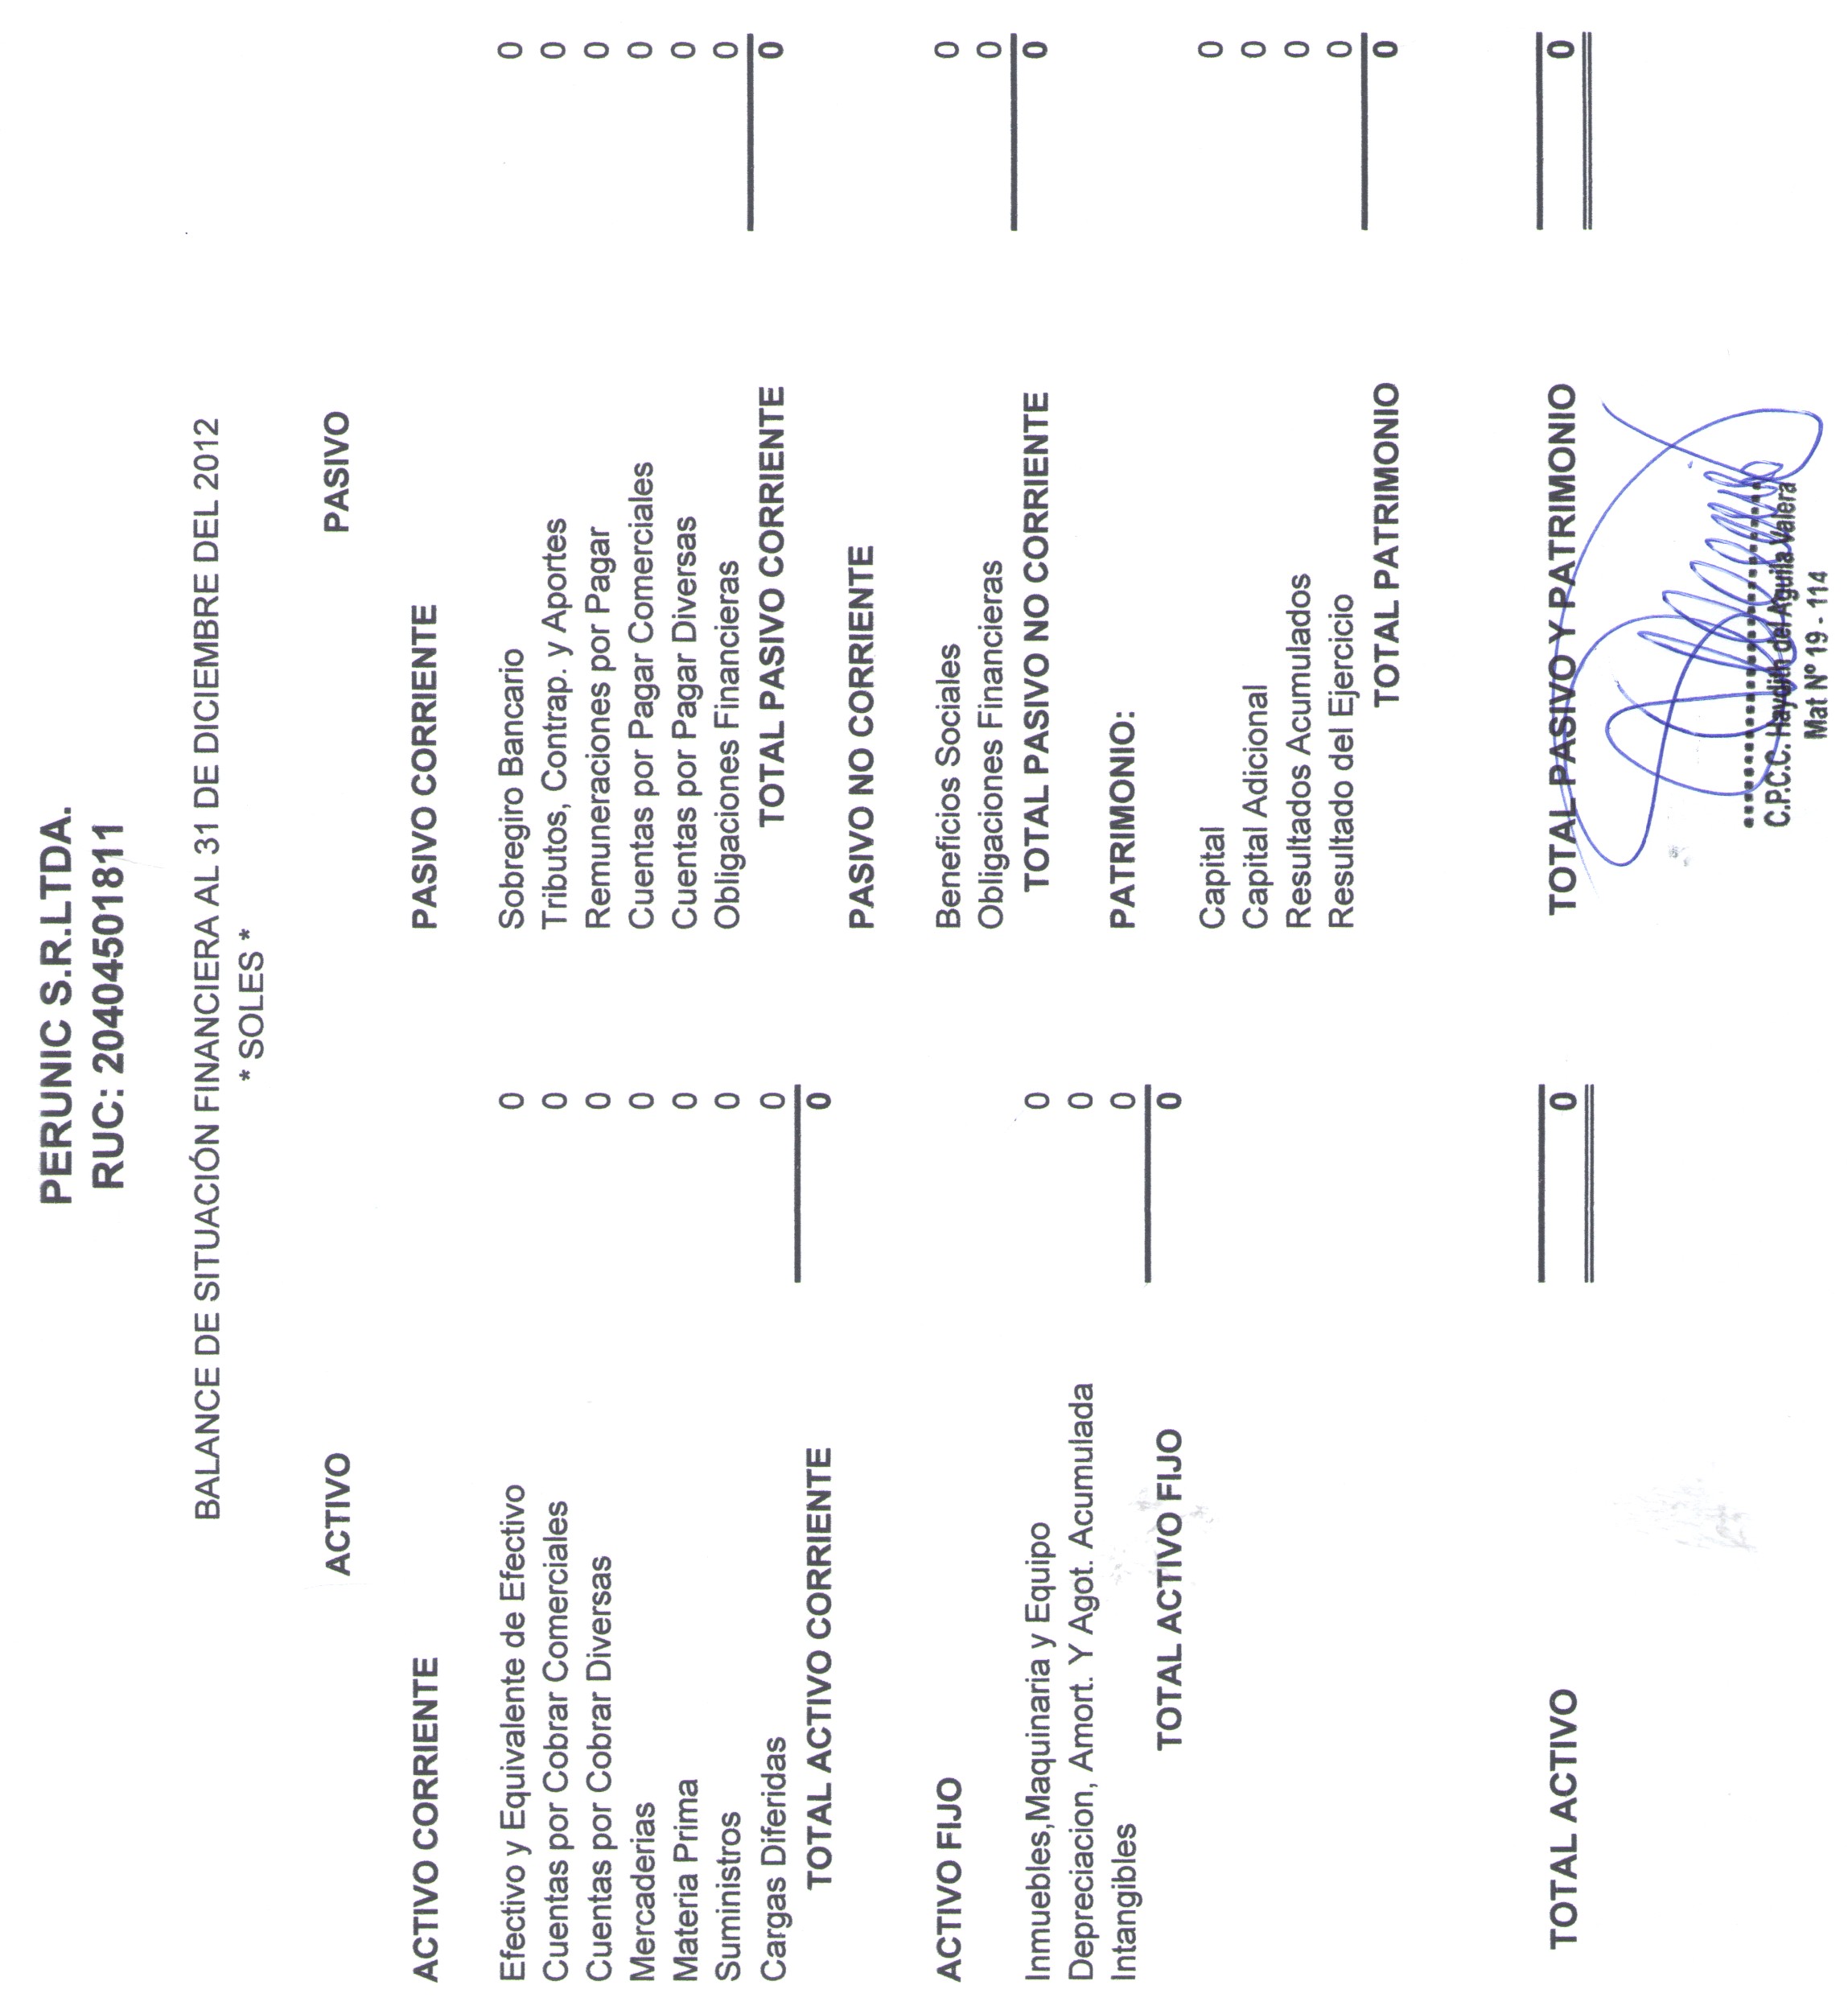 PERUNIC S.R.LTDA.
RUC: 20404501811
BALANCE DE SITUACIÓN FINANCIERA AL 31 DE DICIEMBRE DEL 2012
* SOLES *
ACTIVO
ACTIVO CORRIENTE
Efectivo y Equivalente de Efectivo 0
Cuentas por Cobrar Comerciales 0
Cuentas por Cobrar Diversas 0
Mercaderias 0
Materia Prima 0
Suministros 0
Cargas Diferidas 0
TOTAL ACTIVO CORRIENTE 0
ACTIVO FIJO
Inmuebles,Maquinaria y Equipo 0
Depreciacion, Amort. Y Agot. Acumulada 0
Intangibles 0
TOTAL ACTIVO FIJO 0
TOTAL ACTIVO 0
PASIVO
PASIVO CORRIENTE
Sobregiro Bancario 0
Tributos, Contrap. y Aportes 0
Remuneraciones por Pagar 0
Cuentas por Pagar Comerciales 0
Cuentas por Pagar Diversas 0
Obligaciones Financieras 0
TOTAL PASIVO CORRIENTE 0
PASIVO NO CORRIENTE
Beneficios Sociales 0
Obligaciones Financieras 0
TOTAL PASIVO NO CORRIENTE 0
PATRIMONIO:
Capital 0
Capital Adicional 0
Resultados Acumulados 0
Resultado del Ejercicio 0
TOTAL PATRIMONIO 0
TOTAL PASIVO Y PATRIMONIO 0
C.P.C.C. Haydith del Aguila Valera
Mat Nº 19 - 114